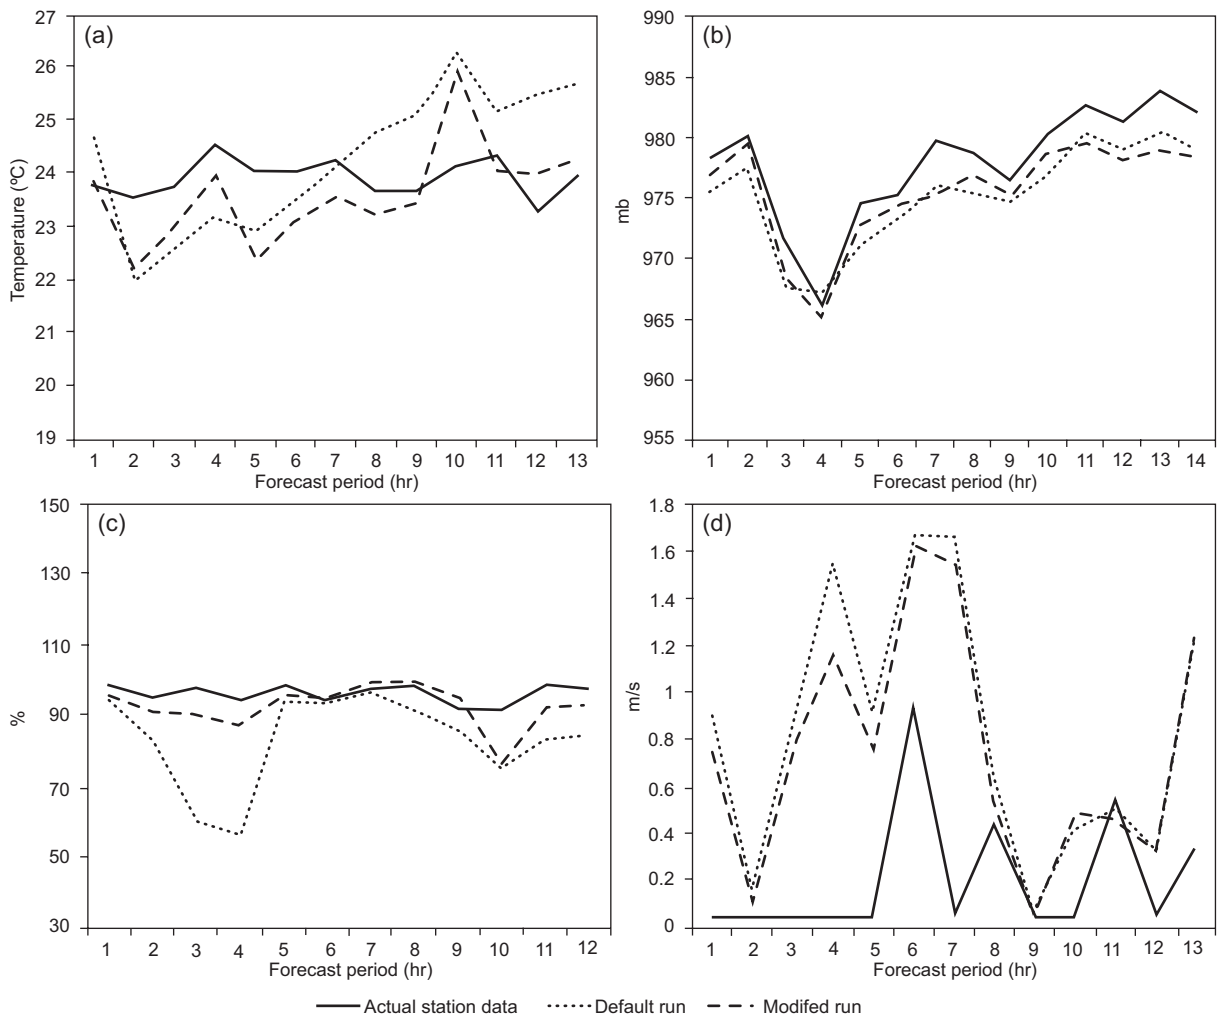 (a)
Temperature (ºC)
27
26
25
24
23
22
21
20
19
1 2 3 4 5 6 7 8 9 10 11 12 13
Forecast period (hr)
(b)
mb
990
985
980
975
970
965
960
955
1 2 3 4 5 6 7 8 9 10 11 12 13 14
Forecast period (hr)
(c)
%
150
130
110
90
70
50
30
1 2 3 4 5 6 7 8 9 10 11 12
Forecast period (hr)
(d)
m/s
1.8
1.6
1.4
1.2
1
0.8
0.6
0.4
0.2
0
1 2 3 4 5 6 7 8 9 10 11 12 13
Forecast period (hr)
Actual station data Default run Modifed run